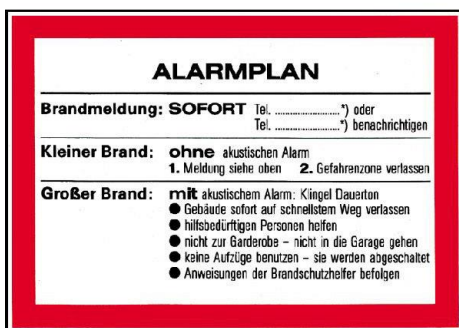 ALARMPLAN
Brandmeldung: SOFORT Tel. ........................*) oder
Tel. ........................*) benachrichtigen
Kleiner Brand: ohne akustischen Alarm
1. Meldung siehe oben 2. Gefahrenzone verlassen
Großer Brand: mit akustischem Alarm: Klingel Dauerton
● Gebäude sofort auf schnellstem Weg verlassen
● hilfsbedürftigen Personen helfen
● nicht zur Garderobe – nicht in die Garage gehen
● keine Aufzüge benutzen – sie werden abgeschaltet
● Anweisungen der Brandschutzhelfer befolgen